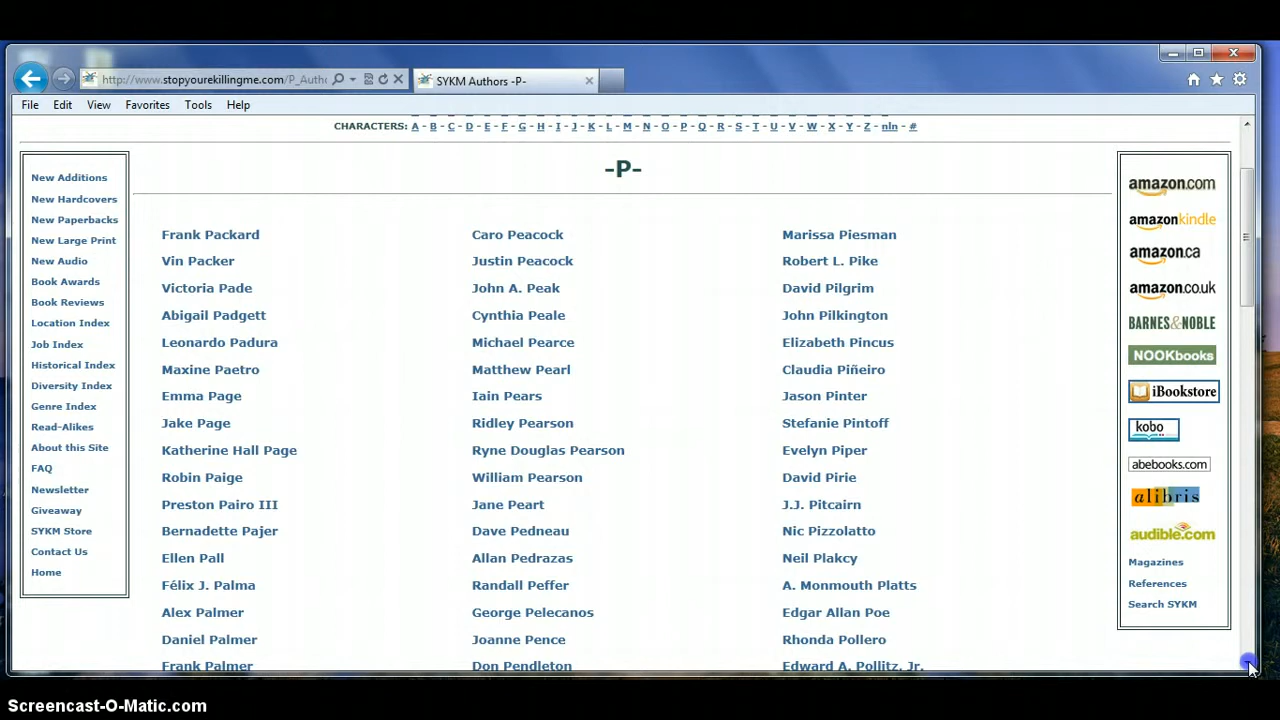 http://www.stopyourekillingme.com/P_Autho
SYKM Authors -P-
File Edit View Favorites Tools Help
CHARACTERS: A - B - C - D - E - F - G - H - I - J - K - L - M - N - O - P - Q - R - S - T - U - V - W - X - Y - Z - nln - #
-P-
New Additions
New Hardcovers
New Paperbacks
New Large Print
New Audio
Book Awards
Book Reviews
Location Index
Job Index
Historical Index
Diversity Index
Genre Index
Read-Alikes
About this Site
FAQ
Newsletter
Giveaway
SYKM Store
Contact Us
Home
Frank Packard
Vin Packer
Victoria Pade
Abigail Padgett
Leonardo Padura
Maxine Paetro
Emma Page
Jake Page
Katherine Hall Page
Robin Paige
Preston Pairo III
Bernadette Pajer
Ellen Pall
Félix J. Palma
Alex Palmer
Daniel Palmer
Frank Palmer
Caro Peacock
Justin Peacock
John A. Peak
Cynthia Peale
Michael Pearce
Matthew Pearl
Iain Pears
Ridley Pearson
Ryne Douglas Pearson
William Pearson
Jane Peart
Dave Pedneau
Allan Pedrazas
Randall Peffer
George Pelecanos
Joanne Pence
Don Pendleton
Marissa Piesman
Robert L. Pike
David Pilgrim
John Pilkington
Elizabeth Pincus
Claudia Piñeiro
Jason Pinter
Stefanie Pintoff
Evelyn Piper
David Pirie
J.J. Pitcairn
Nic Pizzolatto
Neil Plakcy
A. Monmouth Platts
Edgar Allan Poe
Rhonda Pollero
Edward A. Pollitz, Jr.
amazon.com
amazonkindle
amazon.ca
amazon.co.uk
BARNES&NOBLE
NOOKbooks
iBookstore
kobo
abebooks.com
alibris
audible.com
Magazines
References
Search SYKM
Screencast-O-Matic.com